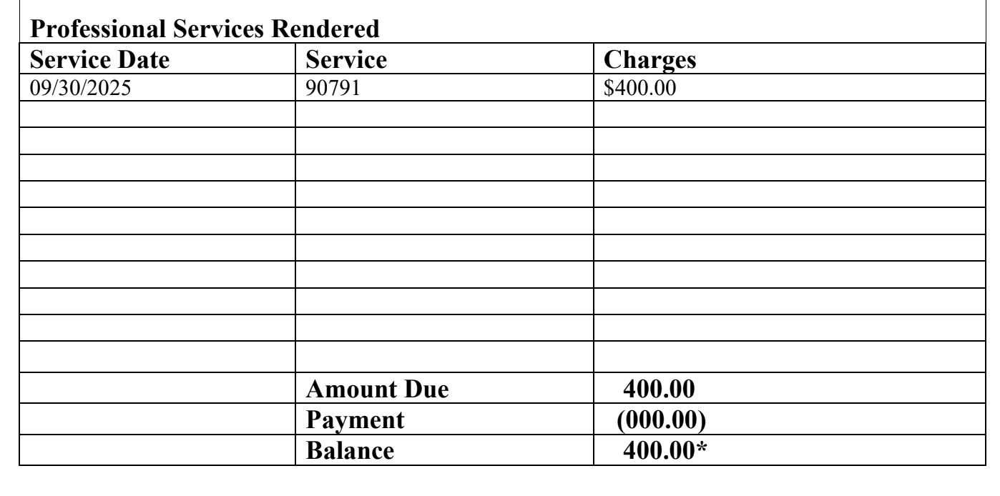 Professional Services Rendered
Service Date Service Charges
09/30/2025 90791 $400.00
Amount Due 400.00
Payment (000.00)
Balance 400.00*